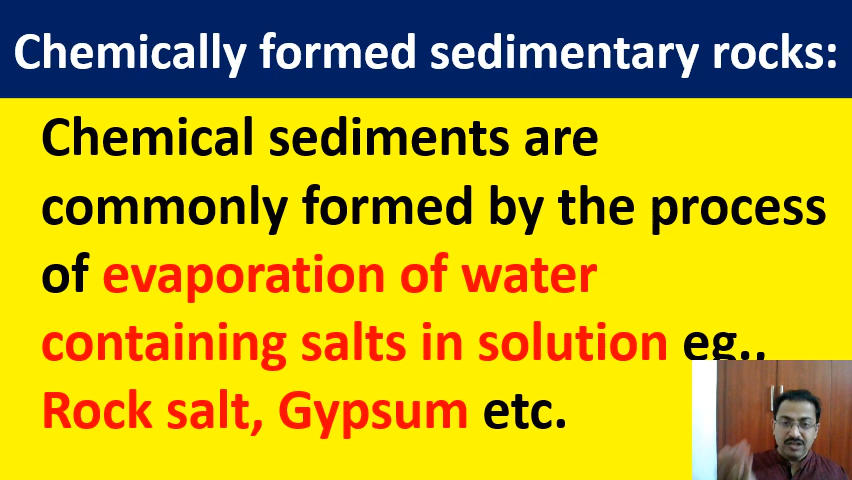 Chemically formed sedimentary rocks:
Chemical sediments are
commonly formed by the process
of evaporation of water
containing salts in solution eg.,
Rock salt, Gypsum etc.